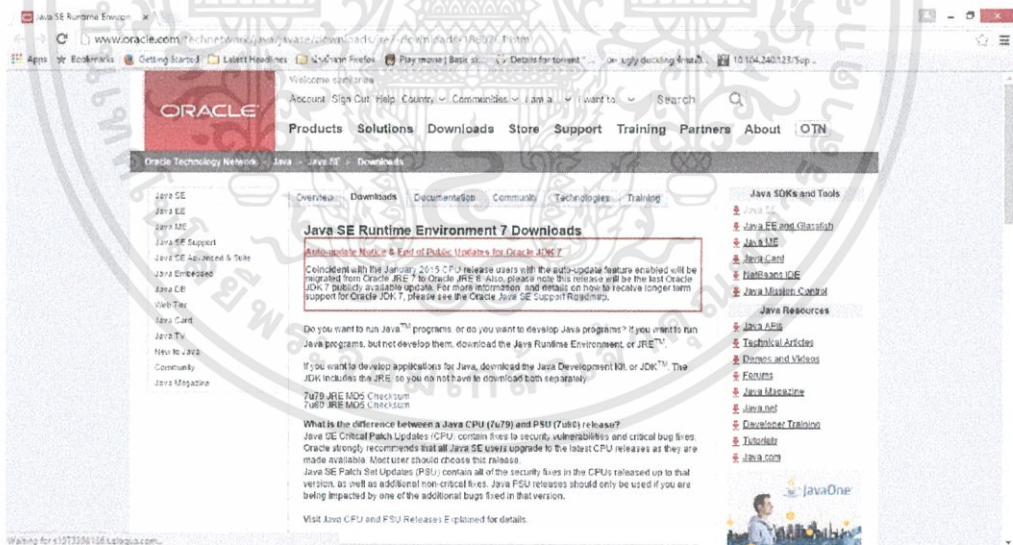 Java SE Runtime Environ
www.oracle.com
Apps Bookmarks Getting Started Latest Headlines Firefox Details for torrent ugly duckling 10.104.240.123/Sup...
Welcome
Account Sign Out Help Country Communities I am a... I want to... Search
ORACLE
Products Solutions Downloads Store Support Training Partners About OTN
Oracle Technology Network Java Java SE Downloads
Java SE
Java EE
Java ME
Java SE Support
Java SE Advanced & Suite
Java Embedded
Java DB
Web Tier
Java Card
Java TV
New to Java
Community
Java Magazine
Overview Downloads Documentation Community Technologies Training
Java SE Runtime Environment 7 Downloads
Auto-update Notice & End of Public Updates for Oracle JDK 7
Coincident with the January 2015 CPU release users with the auto-update feature enabled will be
migrated from Oracle JRE 7 to Oracle JRE 8. Also, please note this release will be the last Oracle
JDK 7 publicly available update. For more information, and details on how to receive longer term
support for Oracle JDK 7, please see the Oracle Java SE Support Roadmap.
Do you want to run Java™ programs, or do you want to develop Java programs? If you want to run
Java programs, but not develop them, download the Java Runtime Environment, or JRE™.
If you want to develop applications for Java, download the Java Development Kit, or JDK™. The
JDK includes the JRE, so you do not have to download both separately.
7u79 JRE MD5 Checksum
7u80 JRE MD5 Checksum
What is the difference between a Java CPU (7u79) and PSU (7u80) release?
Java SE Critical Patch Updates (CPU) contain fixes to security vulnerabilities and critical bug fixes.
Oracle strongly recommends that all Java SE users upgrade to the latest CPU releases as they are
made available. Most user should choose this release.
Java SE Patch Set Updates (PSU) contain all of the security fixes in the CPUs released up to that
version, as well as additional non-critical fixes. Java PSU releases should only be used if you are
being impacted by one of the additional bugs fixed in that version.
Visit Java CPU and PSU Releases Explained for details.
Java SDKs and Tools
Java SE
Java EE and Glassfish
Java ME
Java Card
NetBeans IDE
Java Mission Control
Java Resources
Java APIs
Technical Articles
Demos and Videos
Forums
Java Magazine
Java.net
Developer Training
Tutorials
Java.com
JavaOne